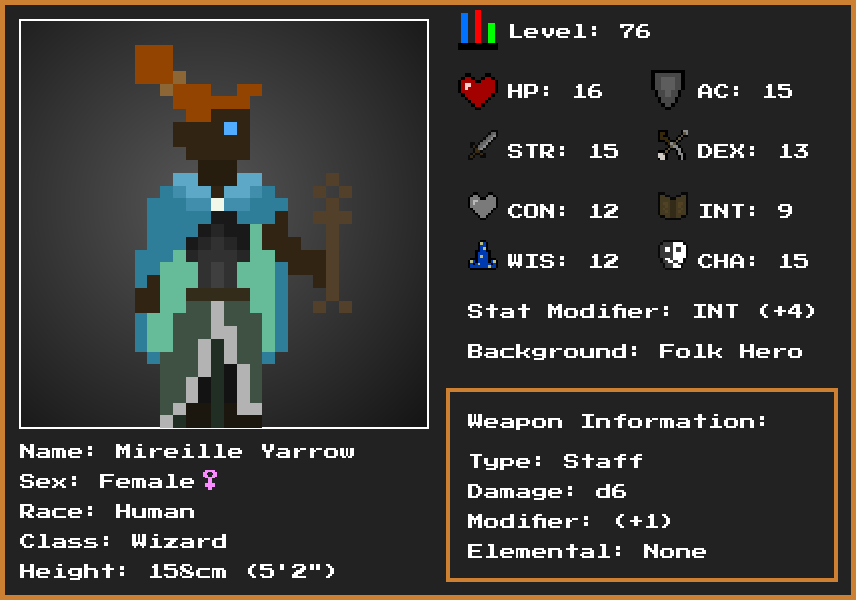 Level: 76
HP: 16
AC: 15
STR: 15
DEX: 13
CON: 12
INT: 9
WIS: 12
CHA: 15
Stat Modifier: INT (+4)
Background: Folk Hero
Weapon Information:
Type: Staff
Damage: d6
Modifier: (+1)
Elemental: None
Name: Mireille Yarrow
Sex: Female♀
Race: Human
Class: Wizard
Height: 158cm (5'2")